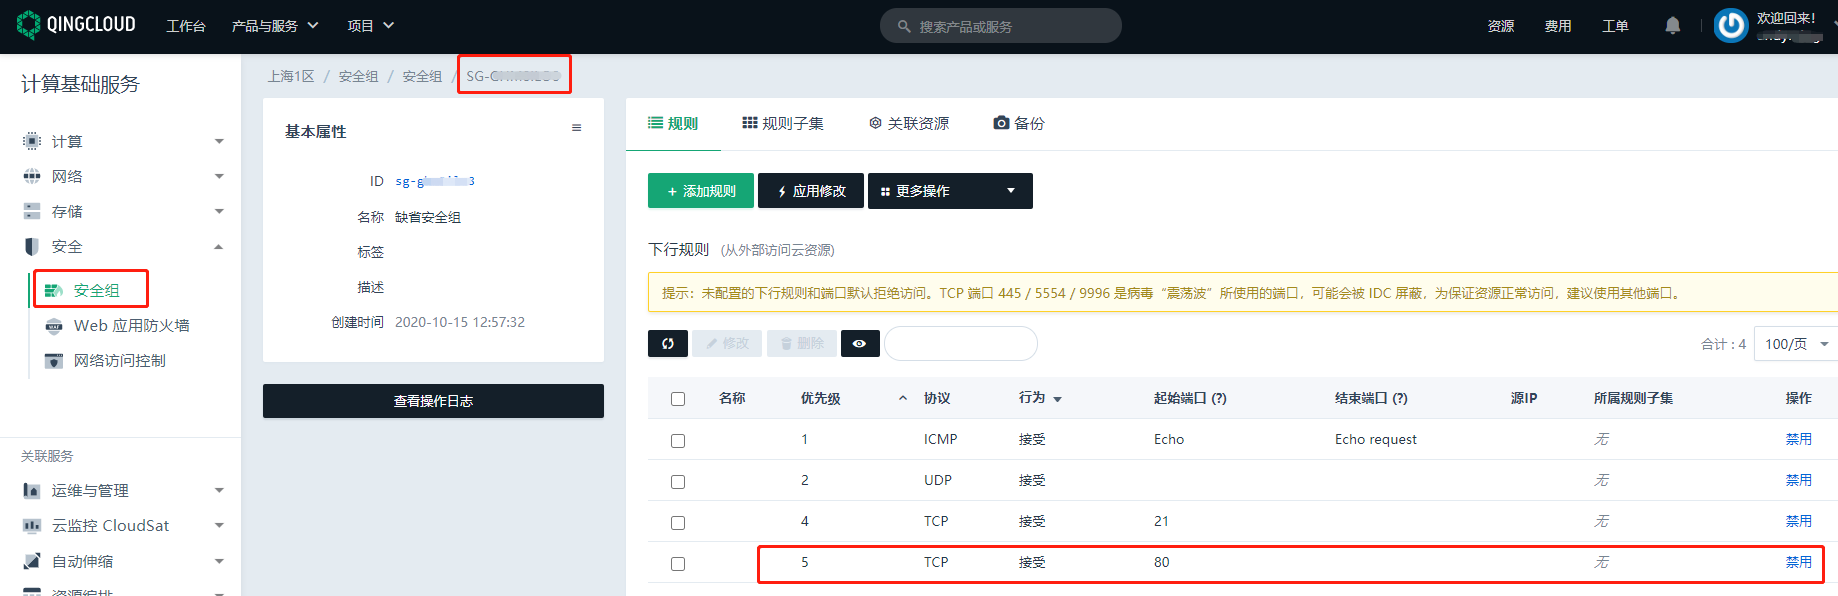 QINGCLOUD 工作台 产品与服务 项目 搜索产品或服务 资源 费用 工单 欢迎回来!
计算基础服务
计算
网络
存储
安全
安全组
Web 应用防火墙
网络访问控制
关联服务
运维与管理
云监控 CloudSat
自动伸缩
资源编排
上海1区 / 安全组 / 安全组 /
基本属性
ID
名称 缺省安全组
标签
描述
创建时间 2020-10-15 12:57:32
查看操作日志
规则 规则子集 关联资源 备份
+ 添加规则 应用修改 更多操作
下行规则 (从外部访问云资源)
提示：未配置的下行规则和端口默认拒绝访问。TCP 端口 445 / 5554 / 9996 是病毒“震荡波”所使用的端口，可能会被 IDC 屏蔽，为保证资源正常访问，建议使用其他端口。
修改 删除 合计 : 4 100/页
名称 优先级 协议 行为 起始端口 (?) 结束端口 (?) 源IP 所属规则子集 操作
1 ICMP 接受 Echo Echo request 无 禁用
2 UDP 接受 无 禁用
4 TCP 接受 21 无 禁用
5 TCP 接受 80 无 禁用